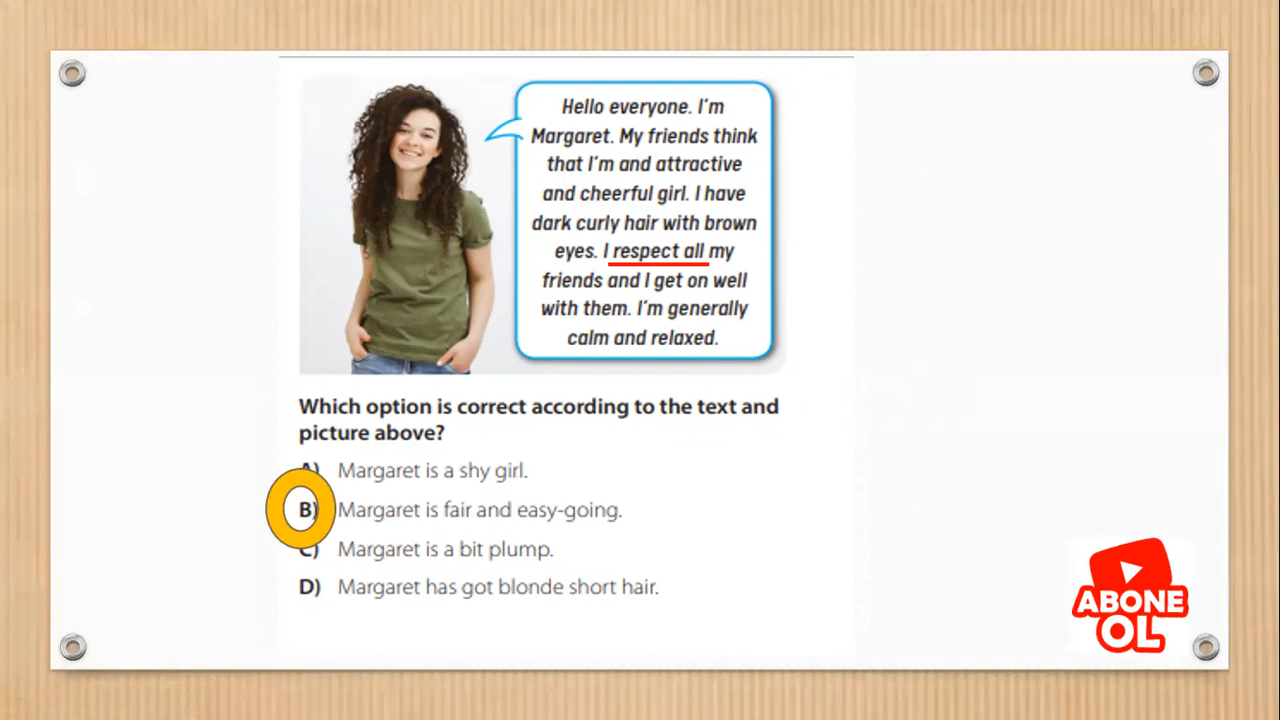 Hello everyone. I'm
Margaret. My friends think
that I'm and attractive
and cheerful girl. I have
dark curly hair with brown
eyes. I respect all my
friends and I get on well
with them. I'm generally
calm and relaxed.
Which option is correct according to the text and
picture above?
A) Margaret is a shy girl.
B) Margaret is fair and easy-going.
C) Margaret is a bit plump.
D) Margaret has got blonde short hair.
ABONE
OL